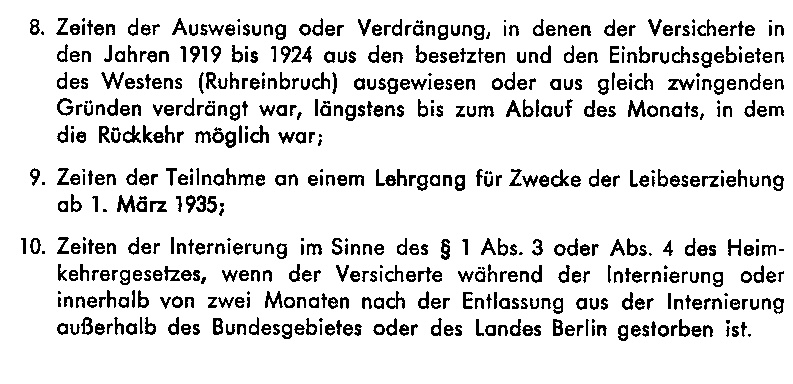 8. Zeiten der Ausweisung oder Verdrängung, in denen der Versicherte in
den Jahren 1919 bis 1924 aus den besetzten und den Einbruchsgebieten
des Westens (Ruhreinbruch) ausgewiesen oder aus gleich zwingenden
Gründen verdrängt war, längstens bis zum Ablauf des Monats, in dem
die Rückkehr möglich war;
9. Zeiten der Teilnahme an einem Lehrgang für Zwecke der Leibeserziehung
ab 1. März 1935;
10. Zeiten der Internierung im Sinne des § 1 Abs. 3 oder Abs. 4 des Heim-
kehrergesetzes, wenn der Versicherte während der Internierung oder
innerhalb von zwei Monaten nach der Entlassung aus der Internierung
außerhalb des Bundesgebietes oder des Landes Berlin gestorben ist.